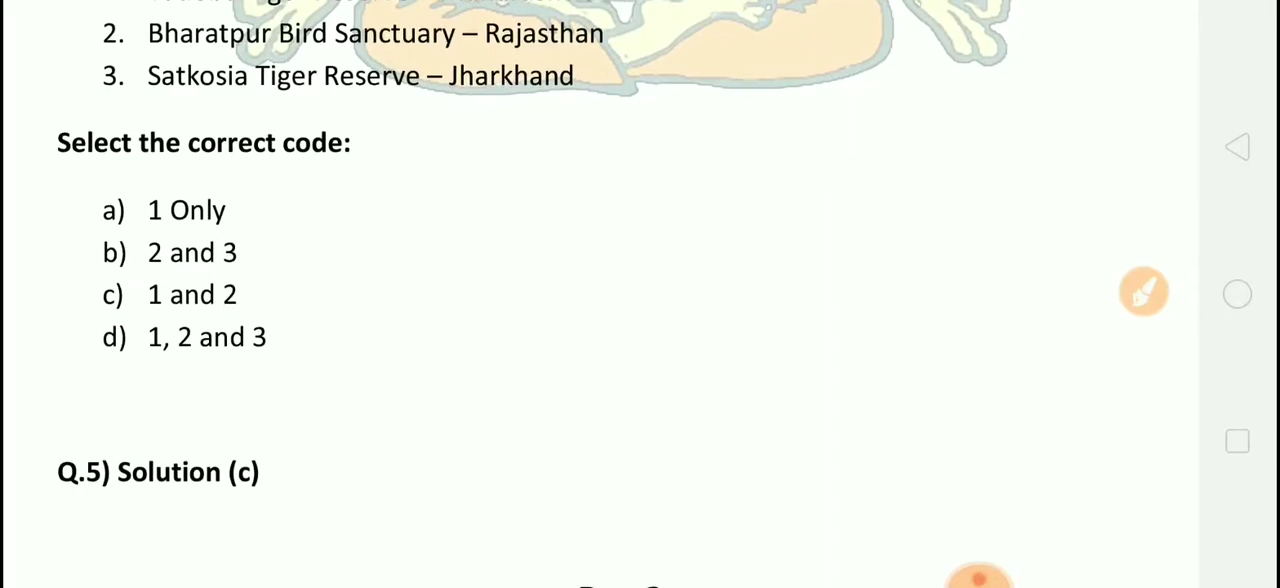 2. Bharatpur Bird Sanctuary – Rajasthan
3. Satkosia Tiger Reserve – Jharkhand
Select the correct code:
a) 1 Only
b) 2 and 3
c) 1 and 2
d) 1, 2 and 3
Q.5) Solution (c)